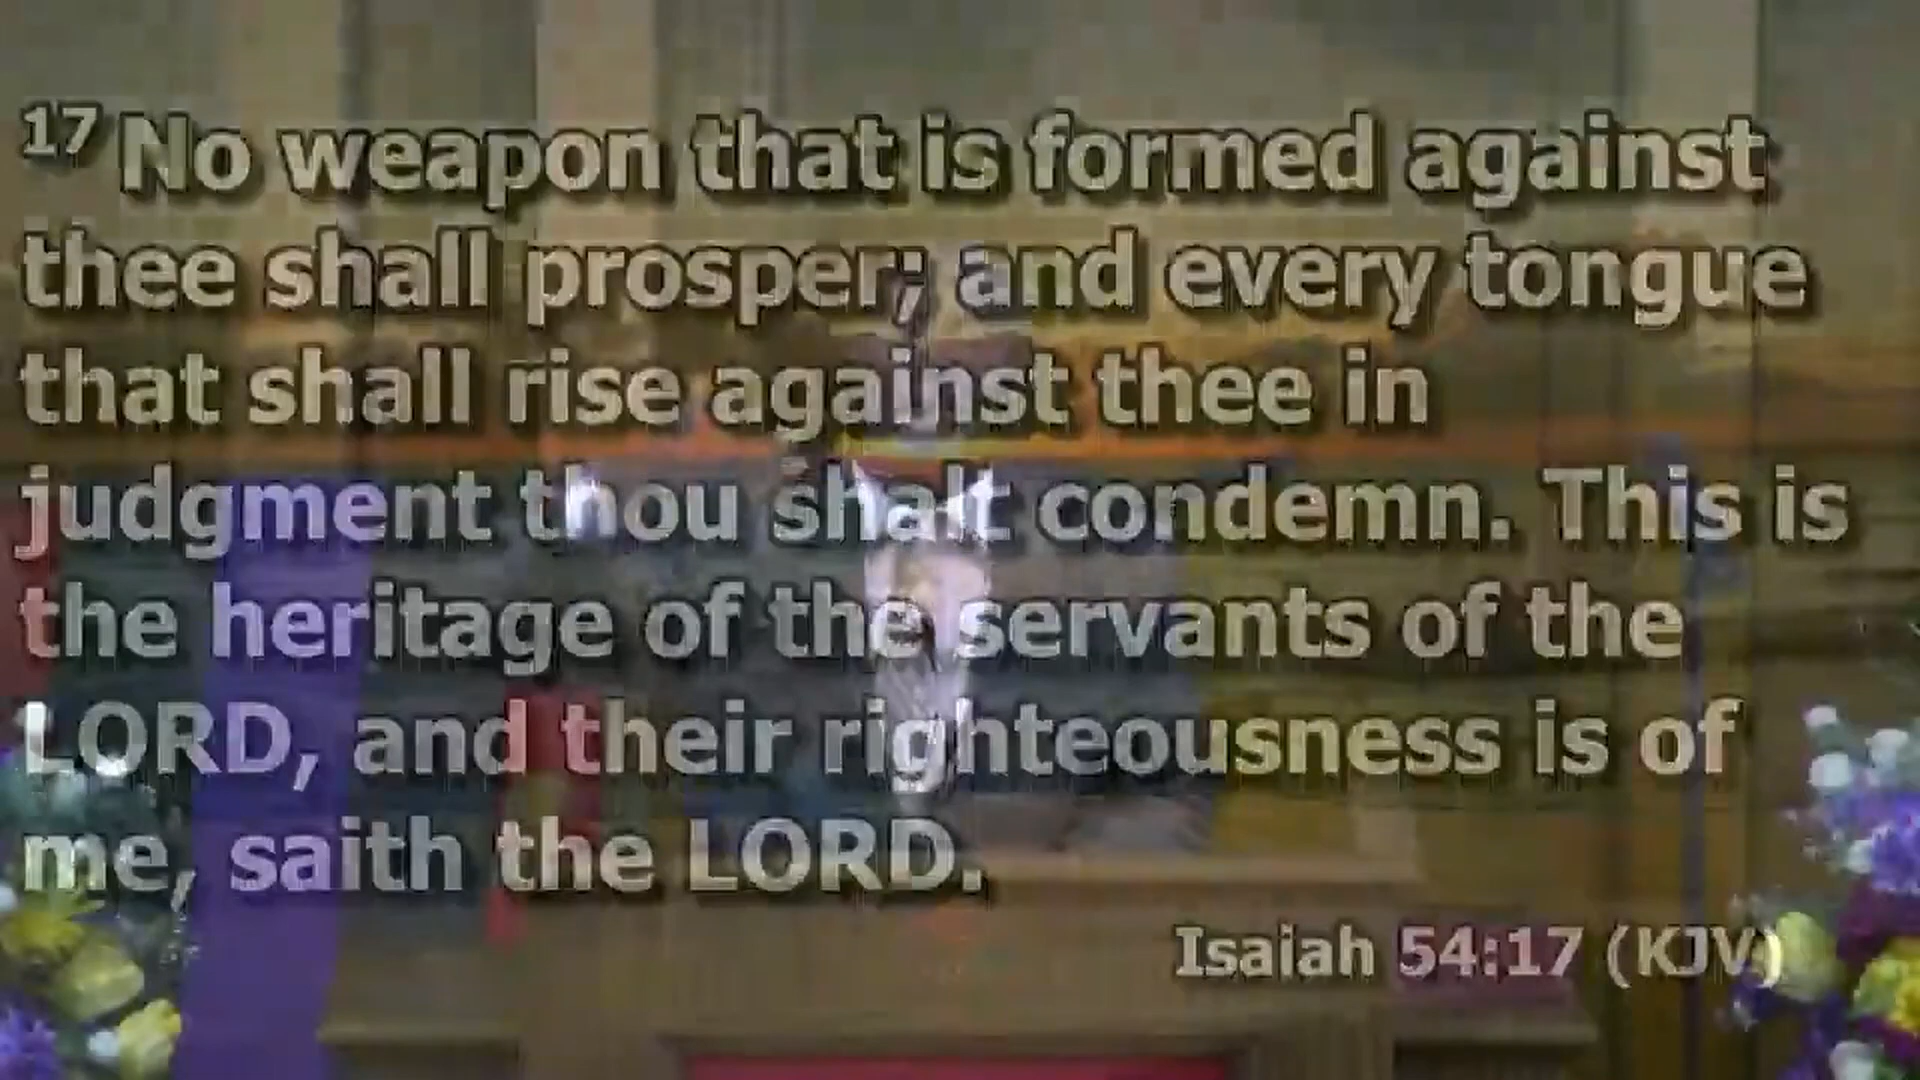 17 No weapon that is formed against
thee shall prosper; and every tongue
that shall rise against thee in
judgment thou shalt condemn. This is
the heritage of the servants of the
LORD, and their righteousness is of
me, saith the LORD.
Isaiah 54:17 (KJV)